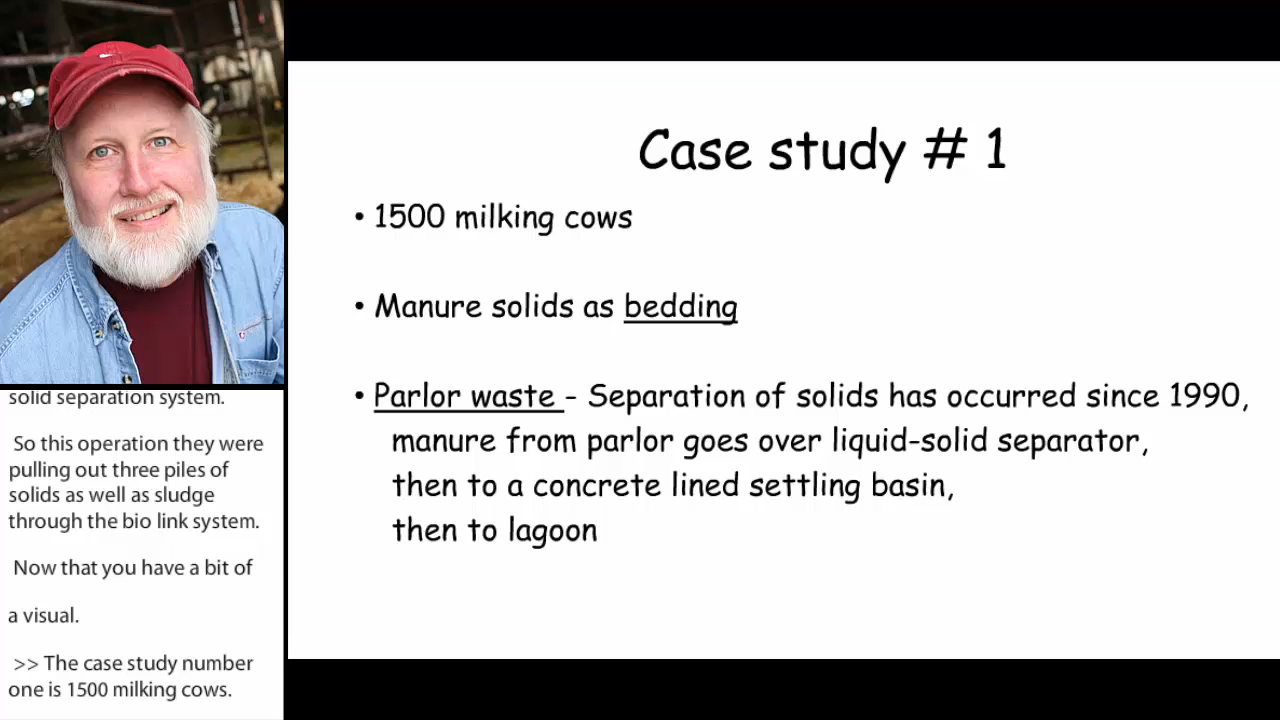 solid separation system.
So this operation they were
pulling out three piles of
solids as well as sludge
through the bio link system.
Now that you have a bit of
a visual.
>> The case study number
one is 1500 milking cows.
Case study # 1
• 1500 milking cows
• Manure solids as bedding
• Parlor waste - Separation of solids has occurred since 1990,
manure from parlor goes over liquid-solid separator,
then to a concrete lined settling basin,
then to lagoon